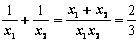 1/x₁ + 1/x₂ = (x₁ + x₂)/(x₁x₂) = 2/3